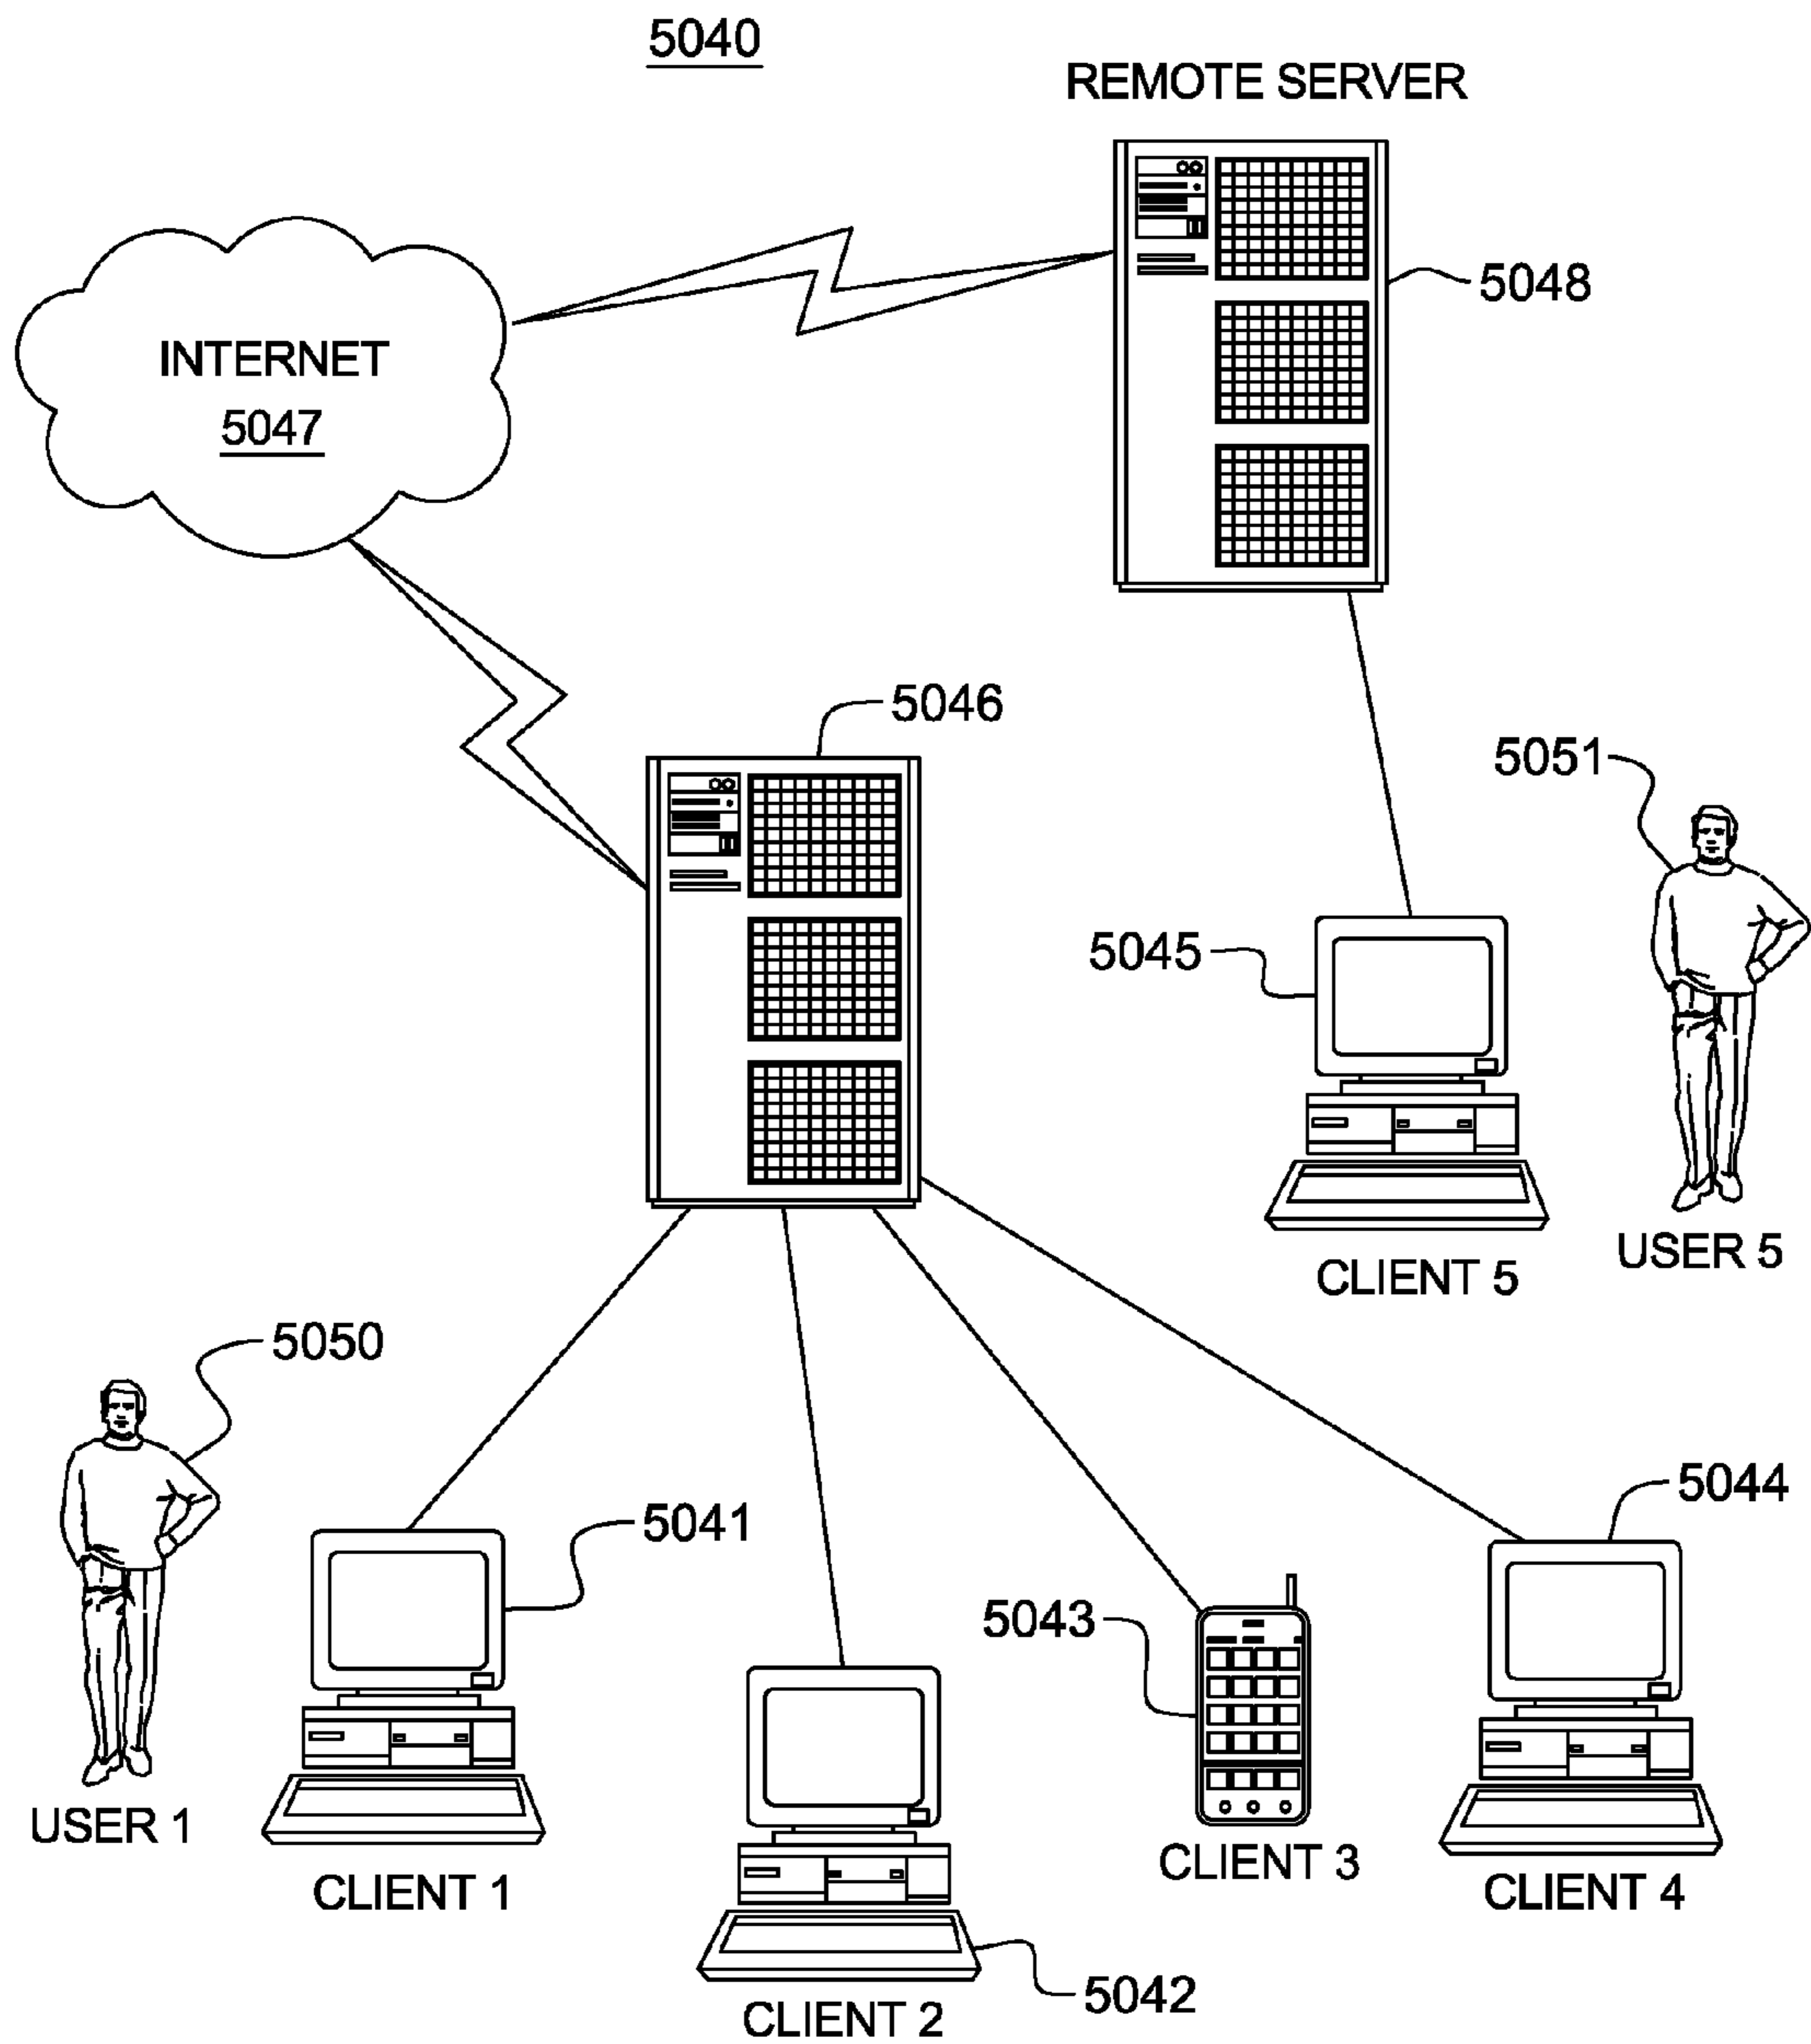 5040
REMOTE SERVER
5048
INTERNET
5047
5046
5051
5045
USER 5
CLIENT 5
5050
5041
5044
5043
USER 1
CLIENT 1
CLIENT 3
CLIENT 4
5042
CLIENT 2